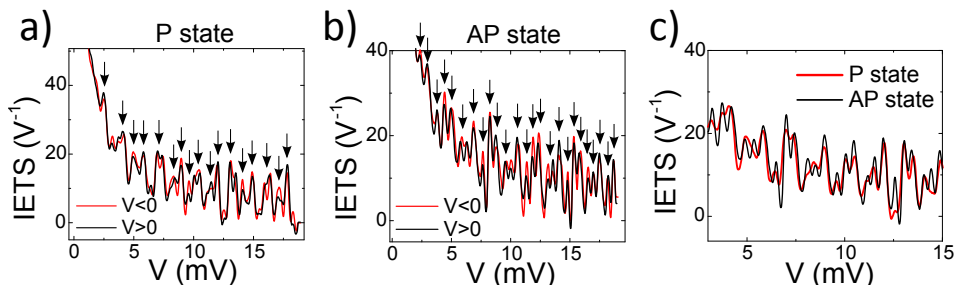 a)
P state
IETS (V⁻¹)
40
20
0
V<0
V>0
0 5 10 15
V (mV)
b)
AP state
IETS (V⁻¹)
40
20
0
V<0
V>0
5 10 15
V (mV)
c)
IETS (V⁻¹)
40
20
0
P state
AP state
5 10 15
V (mV)